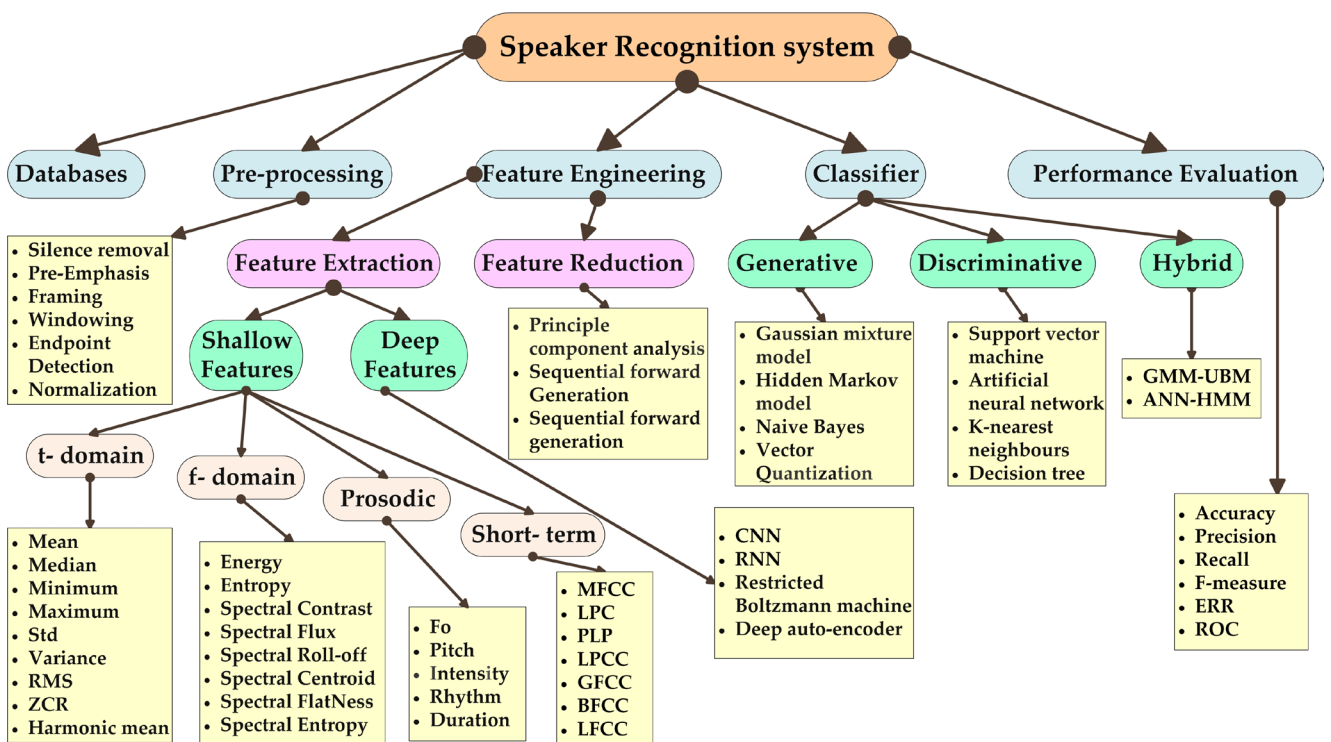 Speaker Recognition system
Databases
Pre-processing
Feature Engineering
Classifier
Performance Evaluation
• Silence removal
• Pre-Emphasis
• Framing
• Windowing
• Endpoint
Detection
• Normalization
Feature Extraction
Feature Reduction
Generative
Discriminative
Hybrid
Shallow
Features
Deep
Features
• Principle
component analysis
• Sequential forward
Generation
• Sequential forward
generation
• Gaussian mixture
model
• Hidden Markov
model
• Naive Bayes
• Vector
Quantization
• Support vector
machine
• Artificial
neural network
• K-nearest
neighbours
• Decision tree
• GMM-UBM
• ANN-HMM
t- domain
f- domain
Prosodic
Short- term
• Mean
• Median
• Minimum
• Maximum
• Std
• Variance
• RMS
• ZCR
• Harmonic mean
• Energy
• Entropy
• Spectral Contrast
• Spectral Flux
• Spectral Roll-off
• Spectral Centroid
• Spectral FlatNess
• Spectral Entropy
• Fo
• Pitch
• Intensity
• Rhythm
• Duration
• MFCC
• LPC
• PLP
• LPCC
• GFCC
• BFCC
• LFCC
• CNN
• RNN
• Restricted
Boltzmann machine
• Deep auto-encoder
• Accuracy
• Precision
• Recall
• F-measure
• ERR
• ROC